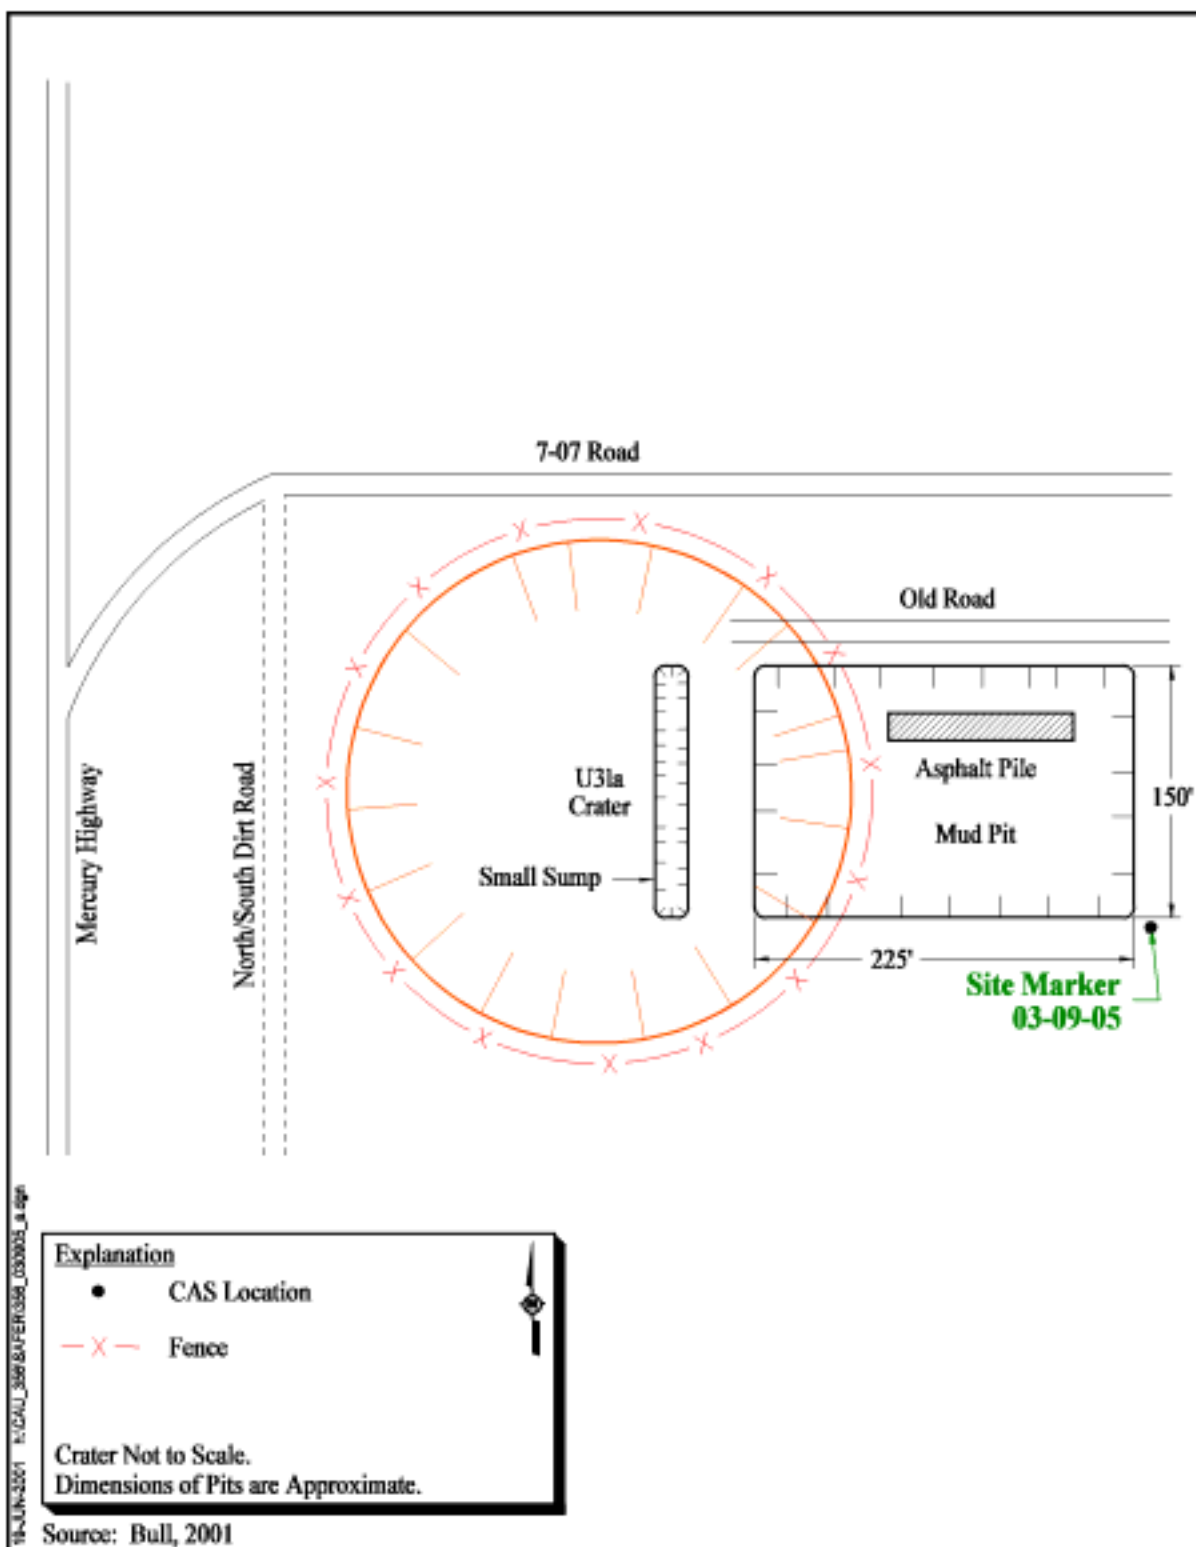 7-07 Road
Old Road
Mercury Highway
North/South Dirt Road
U3la
Crater
Small Sump
Asphalt Pile
Mud Pit
150'
225'
Site Marker
03-09-05
Explanation
CAS Location
Fence
Crater Not to Scale.
Dimensions of Pits are Approximate.
Source: Bull, 2001